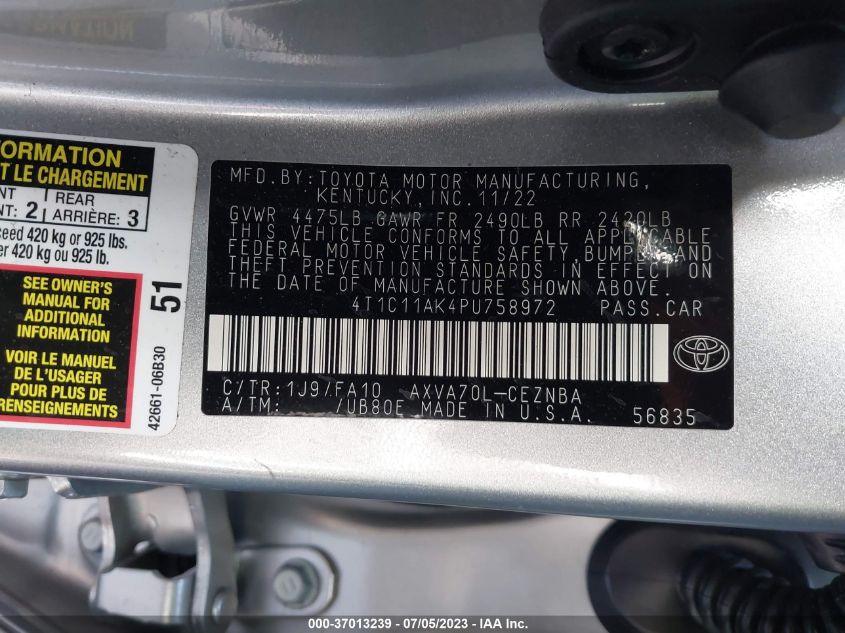 FORMATION
T LE CHARGEMENT
NT REAR
NT: 2 ARRIÈRE: 3
ceed 420 kg or 925 lbs.
er 420 kg ou 925 lb.
SEE OWNER'S
MANUAL FOR
ADDITIONAL
INFORMATION
VOIR LE MANUEL
DE L'USAGER
POUR PLUS DE
RENSEIGNEMENTS
51
42661-06B30
MFD.BY:TOYOTA MOTOR MANUFACTURING,
KENTUCKY, INC. 11/22
GVWR 4475LB GAWR FR 2490LB RR 2420LB
THIS VEHICLE CONFORMS TO ALL APPLICABLE
FEDERAL MOTOR VEHICLE SAFETY, BUMPER, AND
THEFT PREVENTION STANDARDS IN EFFECT ON
THE DATE OF MANUFACTURE SHOWN ABOVE.
4T1C11AK4PU758972 PASS.CAR
C/TR:1J9/FA10 AXVA70L-CEZNBA
A/TM: /UB80E MADE IN U.S.A. 56835
000-37013239 - 07/05/2023 - IAA Inc.